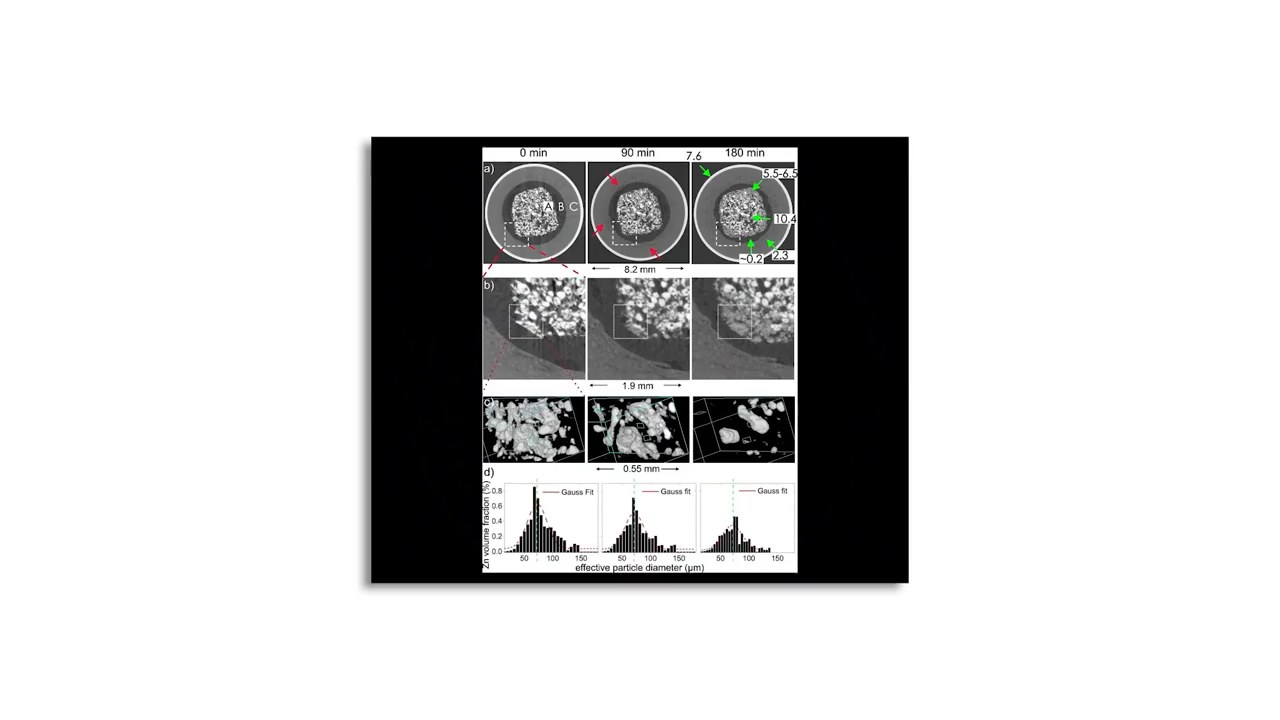 0 min 90 min 180 min
a)
7.6
5.5-6.5
A B C
10.4
~0.2
2.3
8.2 mm
b)
1.9 mm
c)
0.55 mm
d)
Zn volume fraction (%)
0.8
0.6
0.4
0.2
0.0
Gauss Fit Gauss fit Gauss fit
50 100 150 50 100 150 50 100 150
effective particle diameter (µm)